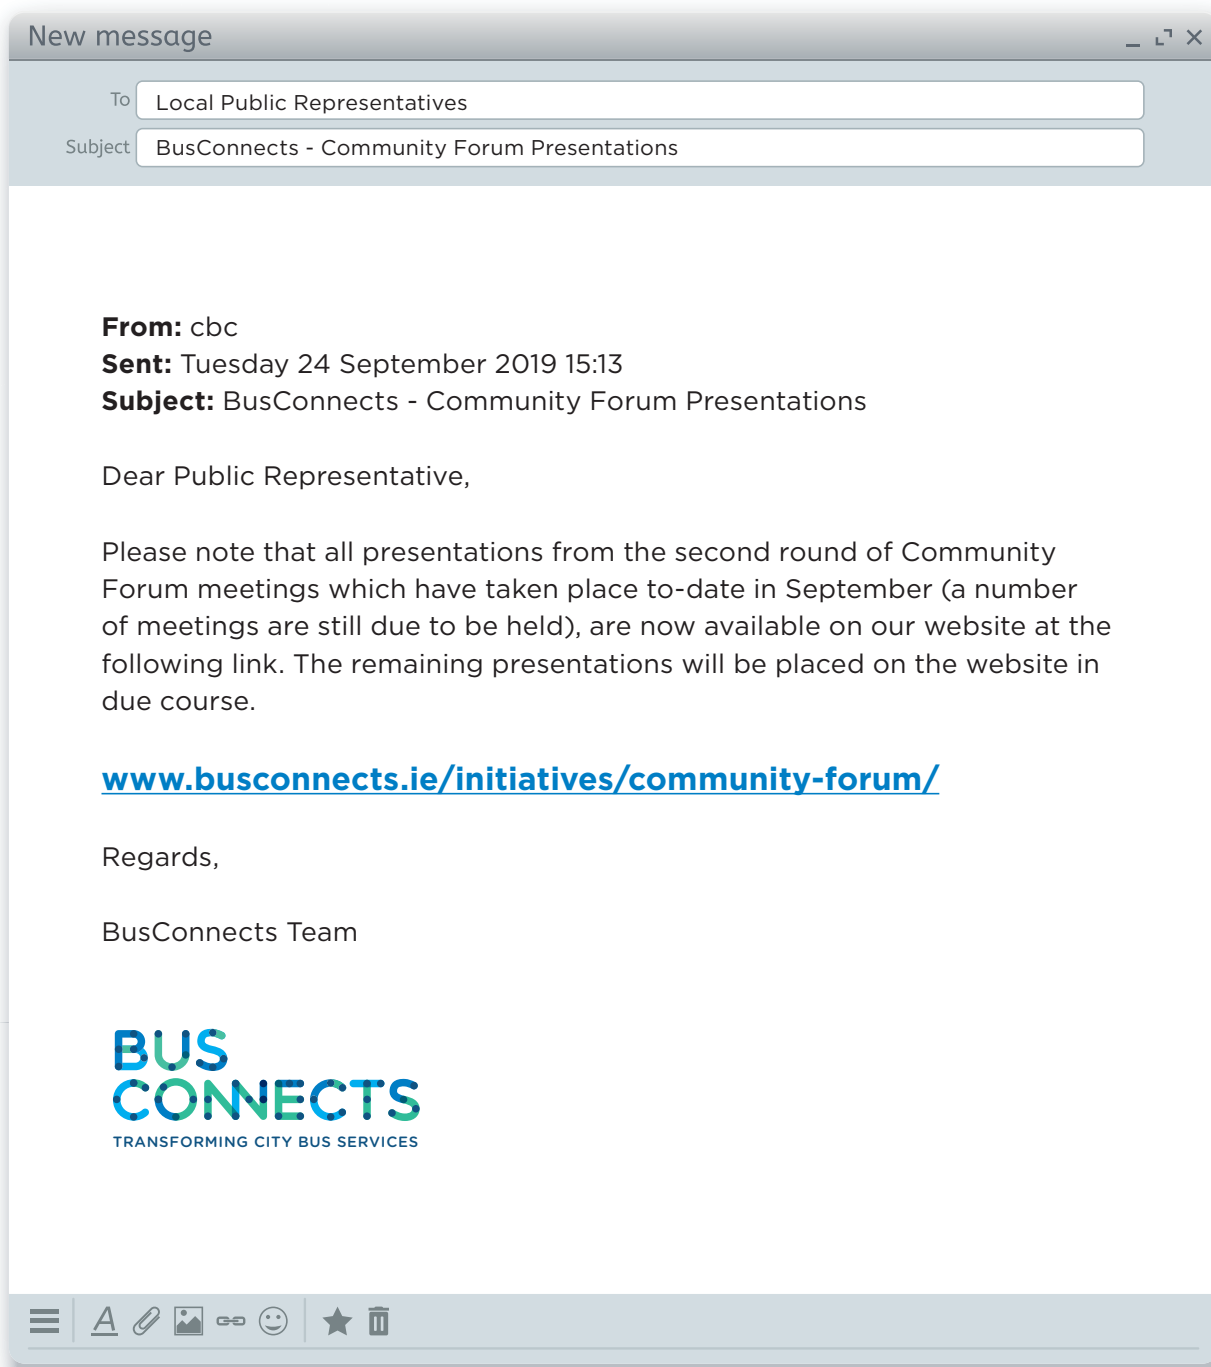 New message
To Local Public Representatives
Subject BusConnects - Community Forum Presentations
From: cbc
Sent: Tuesday 24 September 2019 15:13
Subject: BusConnects - Community Forum Presentations
Dear Public Representative,
Please note that all presentations from the second round of Community
Forum meetings which have taken place to-date in September (a number
of meetings are still due to be held), are now available on our website at the
following link. The remaining presentations will be placed on the website in
due course.
www.busconnects.ie/initiatives/community-forum/
Regards,
BusConnects Team
BUS
CONNECTS
TRANSFORMING CITY BUS SERVICES
A